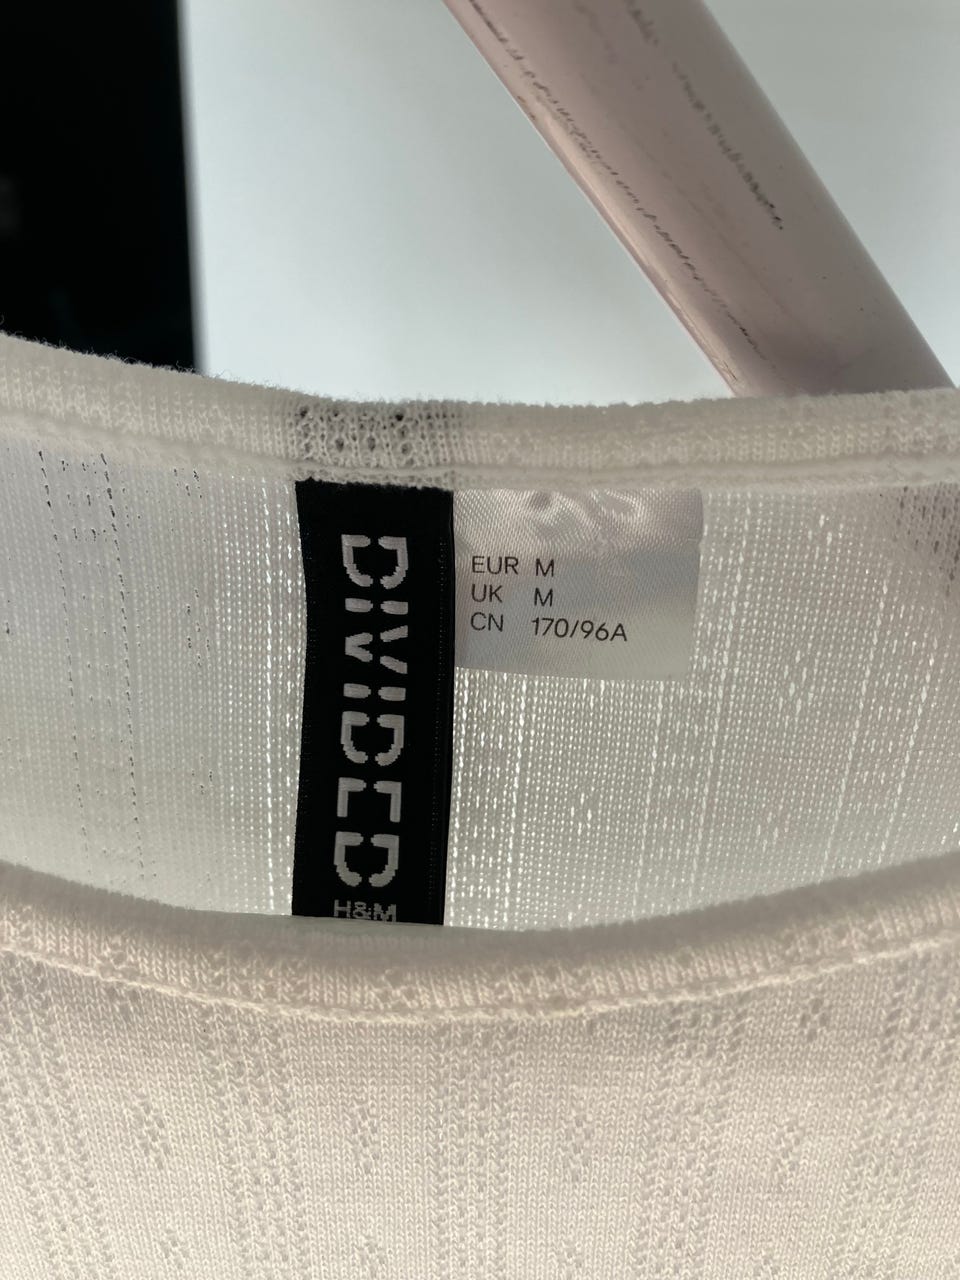 DIVIDED
H&M
EUR M
UK M
CN 170/96A